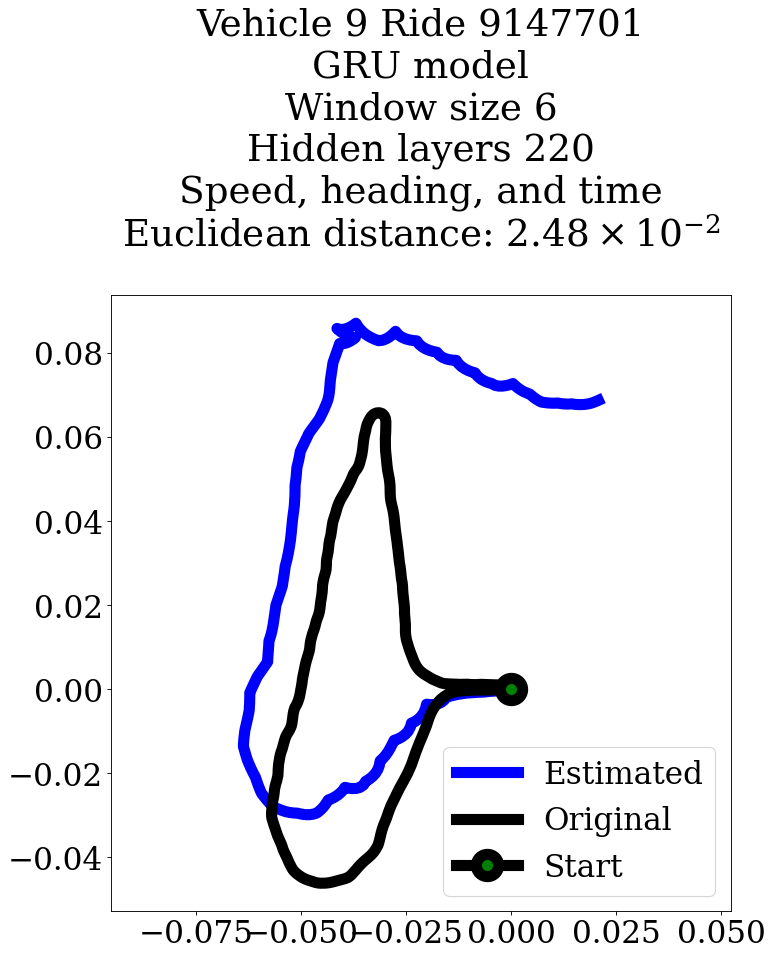 Vehicle 9 Ride 9147701
GRU model
Window size 6
Hidden layers 220
Speed, heading, and time
Euclidean distance: 2.48 × 10⁻²
0.08
0.06
0.04
0.02
0.00
−0.02
−0.04
Estimated
Original
Start
−0.075 −0.050 −0.025 0.000 0.025 0.050